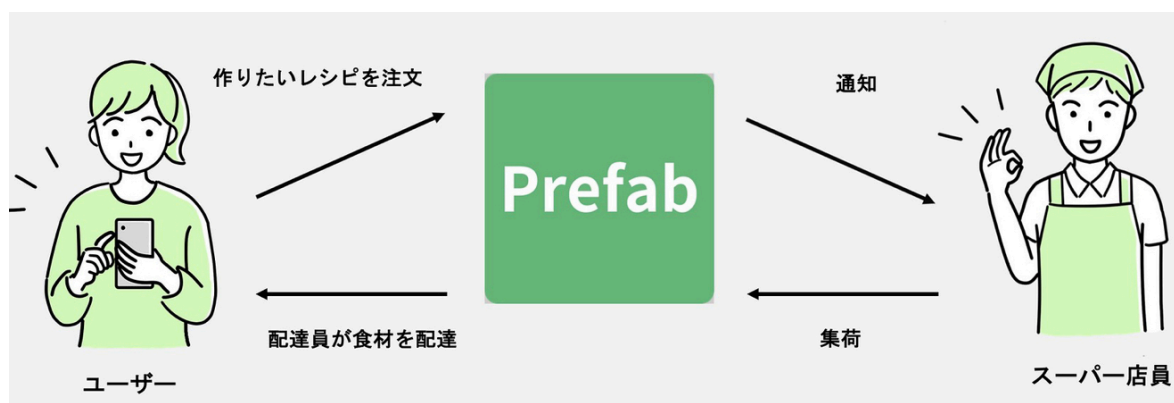 作りたいレシピを注文
通知
Prefab
配達員が食材を配達
集荷
ユーザー
スーパー店員